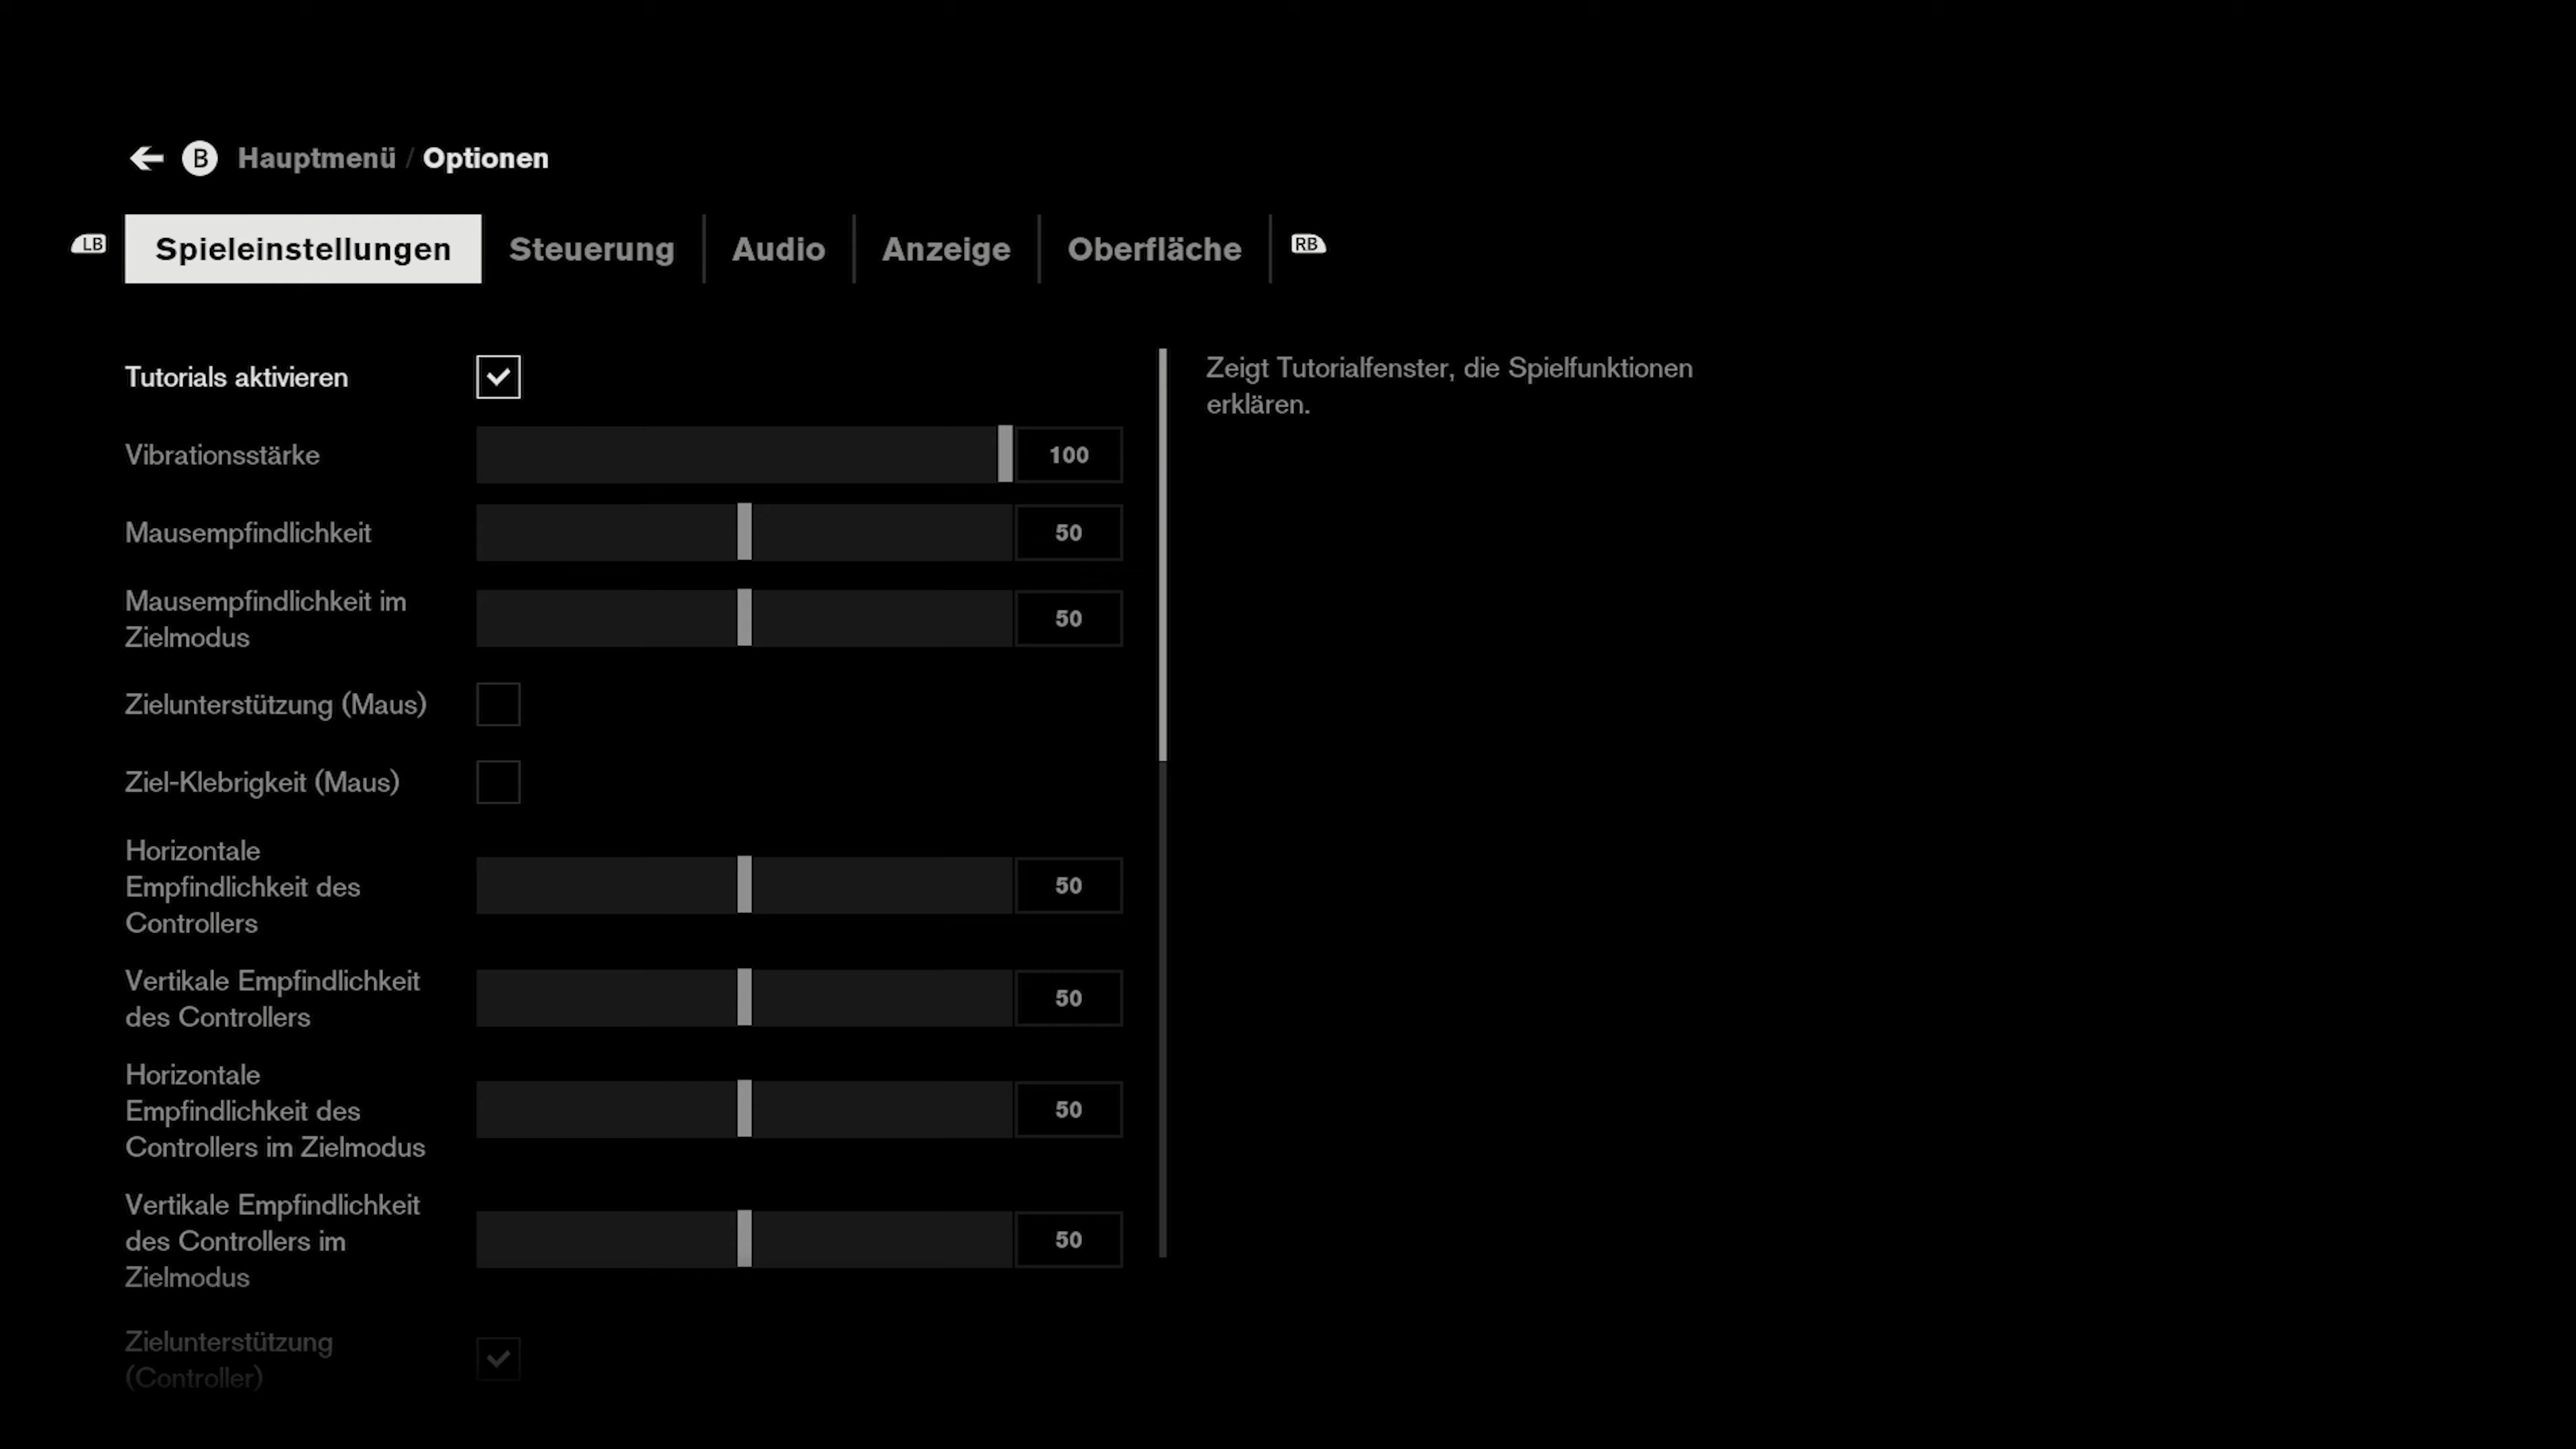 B Hauptmenü / Optionen
LB Spieleinstellungen Steuerung Audio Anzeige Oberfläche RB
Tutorials aktivieren
Zeigt Tutorialfenster, die Spielfunktionen
erklären.
Vibrationsstärke 100
Mausempfindlichkeit 50
Mausempfindlichkeit im
Zielmodus
50
Zielunterstützung (Maus)
Ziel-Klebrigkeit (Maus)
Horizontale
Empfindlichkeit des
Controllers
50
Vertikale Empfindlichkeit
des Controllers
50
Horizontale
Empfindlichkeit des
Controllers im Zielmodus
50
Vertikale Empfindlichkeit
des Controllers im
Zielmodus
50
Zielunterstützung
(Controller)